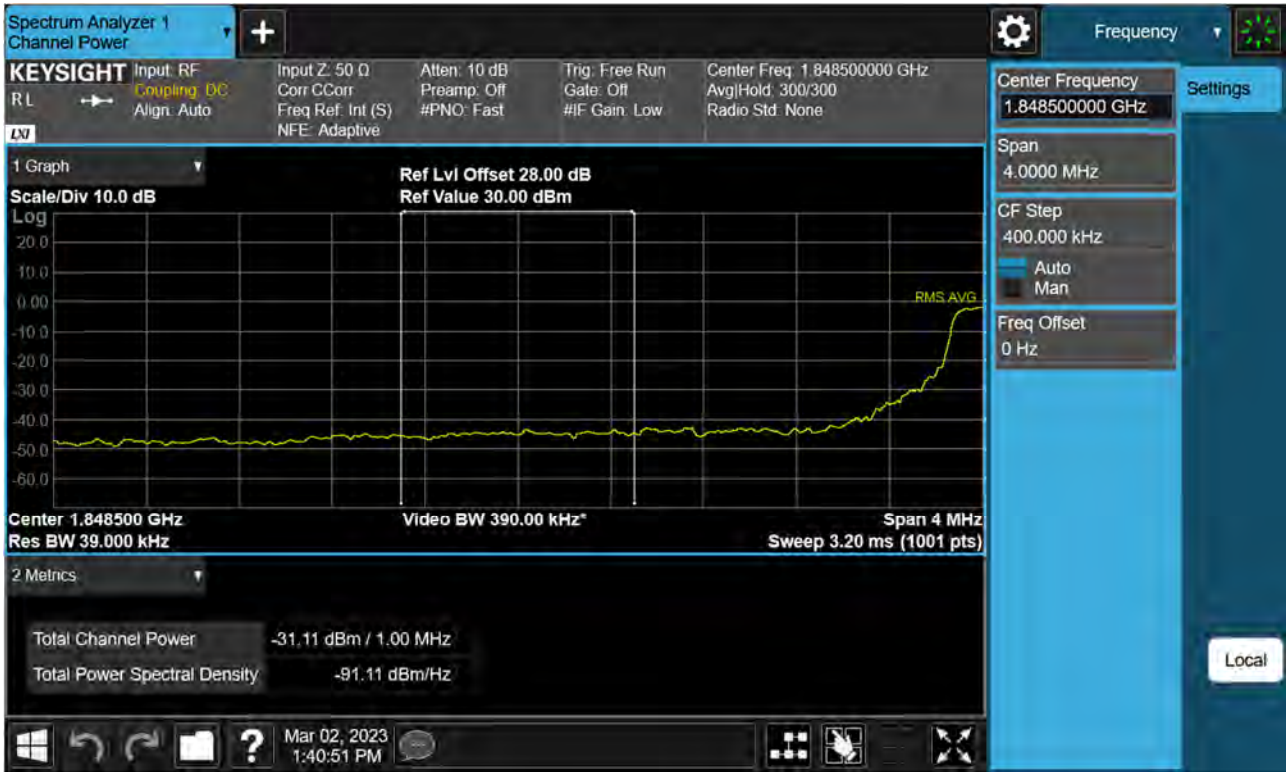 Spectrum Analyzer 1
Channel Power
Frequency
KEYSIGHT
R L
LXI
Input: RF
Coupling: DC
Align: Auto
Input Z: 50 Ω
Corr CCorr
Freq Ref: Int (S)
NFE: Adaptive
Atten: 10 dB
Preamp: Off
#PNO: Fast
Trig: Free Run
Gate: Off
#IF Gain: Low
Center Freq: 1.848500000 GHz
Avg|Hold: 300/300
Radio Std: None
Center Frequency
1.848500000 GHz
Settings
Span
4.0000 MHz
CF Step
400.000 kHz
Auto
Man
Freq Offset
0 Hz
1 Graph
Scale/Div 10.0 dB
Ref Lvl Offset 28.00 dB
Ref Value 30.00 dBm
Log
20.0
10.0
0.00
-10.0
-20.0
-30.0
-40.0
-50.0
-60.0
RMS AVG
Center 1.848500 GHz
Res BW 39.000 kHz
Video BW 390.00 kHz*
Span 4 MHz
Sweep 3.20 ms (1001 pts)
2 Metrics
Total Channel Power -31.11 dBm / 1.00 MHz
Total Power Spectral Density -91.11 dBm/Hz
Local
?
Mar 02, 2023
1:40:51 PM